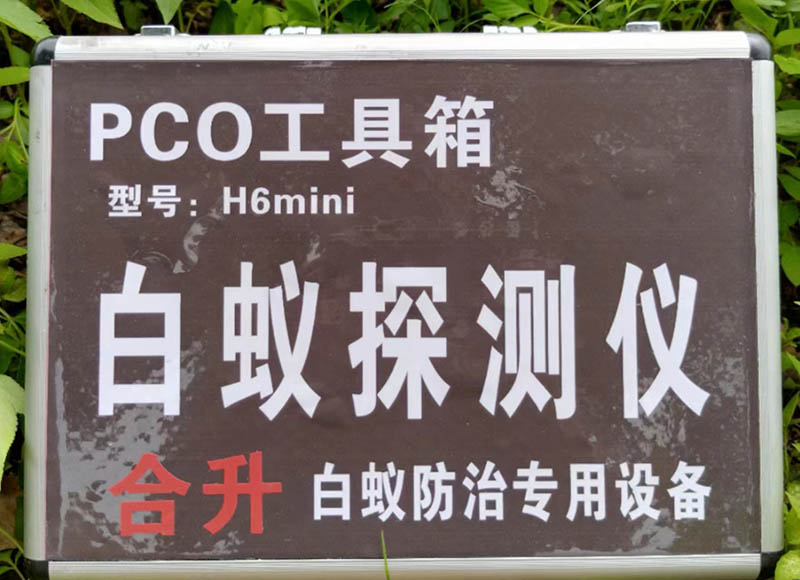 PCO工具箱
型号：H6mini
白蚁探测仪
合升 白蚁防治专用设备